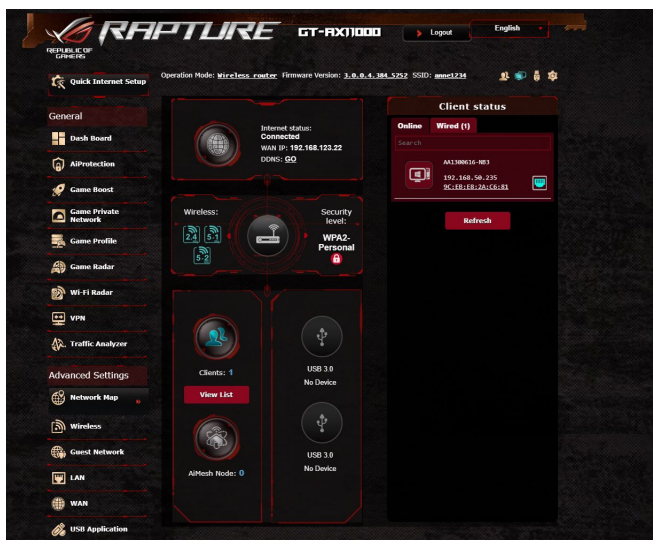 REPUBLIC OF
GAMERS
RAPTURE
GT-AX11000
Logout
English
Quick Internet Setup
Operation Mode: Wireless router Firmware Version: 3.0.0.4.384_5252 SSID: anne1234
General
Dash Board
AiProtection
Game Boost
Game Private
Network
Game Profile
Game Radar
Wi-Fi Radar
VPN
Traffic Analyzer
Advanced Settings
Network Map
Wireless
Guest Network
LAN
WAN
USB Application
Internet status:
Connected
WAN IP: 192.168.123.22
DDNS: GO
Wireless:
2.4
5-1
5-2
Security
level:
WPA2-
Personal
Clients: 1
View List
AiMesh Node: 0
USB 3.0
No Device
USB 3.0
No Device
Client status
Online
Wired (1)
Search
AA1300616-NB3
192.168.50.235
9C:EB:E8:2A:C6:81
Refresh